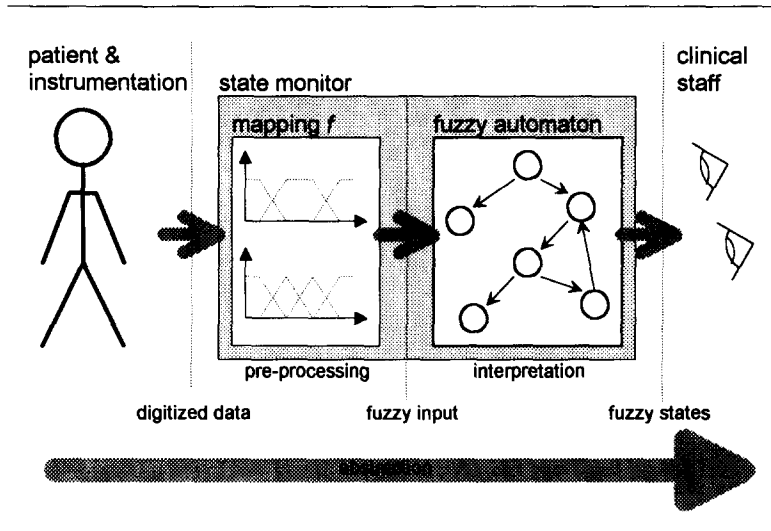 patient &
instrumentation
state monitor
clinical
staff
mapping f
fuzzy automaton
pre-processing
interpretation
digitized data
fuzzy input
fuzzy states
abstraction